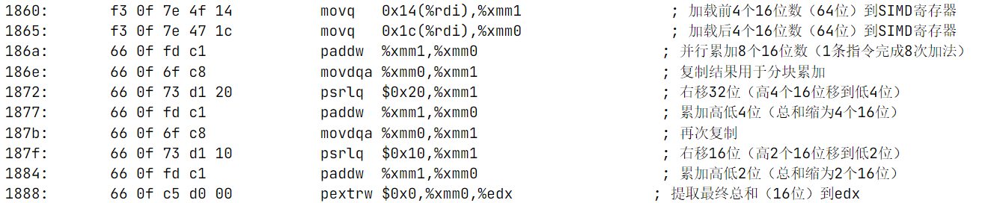 1860: f3 0f 7e 4f 14 movq 0x14(%rdi),%xmm1 ; 加载前4个16位数（64位）到SIMD寄存器
1865: f3 0f 7e 47 1c movq 0x1c(%rdi),%xmm0 ; 加载后4个16位数（64位）到SIMD寄存器
186a: 66 0f fd c1 paddw %xmm1,%xmm0 ; 并行累加8个16位数（1条指令完成8次加法）
186e: 66 0f 6f c8 movdqa %xmm0,%xmm1 ; 复制结果用于分块累加
1872: 66 0f 73 d1 20 psrlq $0x20,%xmm1 ; 右移32位（高4个16位移到低4位）
1877: 66 0f fd c1 paddw %xmm1,%xmm0 ; 累加高低4位（总和缩为4个16位）
187b: 66 0f 6f c8 movdqa %xmm0,%xmm1 ; 再次复制
187f: 66 0f 73 d1 10 psrlq $0x10,%xmm1 ; 右移16位（高2个16位移到低2位）
1884: 66 0f fd c1 paddw %xmm1,%xmm0 ; 累加高低2位（总和缩为2个16位）
1888: 66 0f c5 d0 00 pextrw $0x0,%xmm0,%edx ; 提取最终总和（16位）到edx